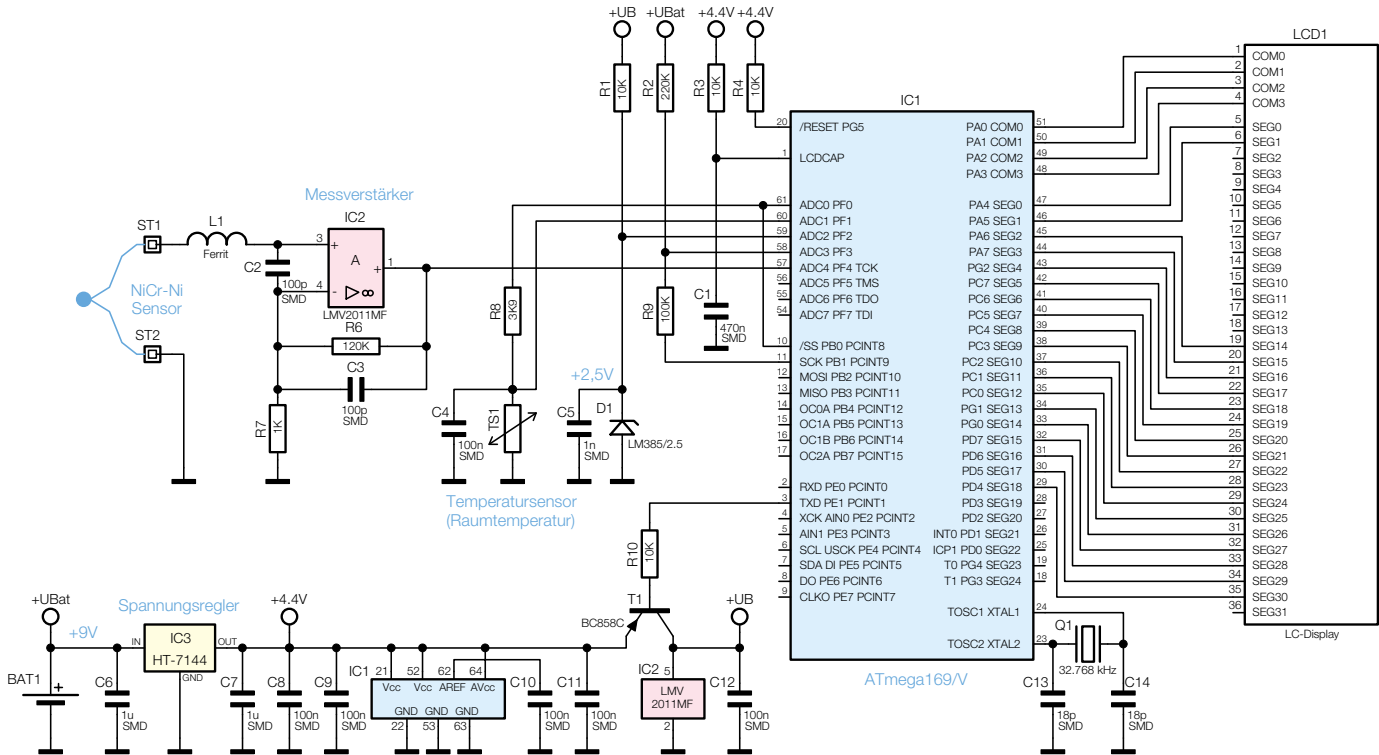 +UB
+UBat
+4.4V
+4.4V
LCD1
R1
10K
R2
220K
R3
10K
R4
10K
IC1
20 /RESET PG5
1 LCDCAP
61 ADC0 PF0
60 ADC1 PF1
59 ADC2 PF2
58 ADC3 PF3
57 ADC4 PF4 TCK
56 ADC5 PF5 TMS
55 ADC6 PF6 TDO
54 ADC7 PF7 TDI
10 /SS PB0 PCINT8
11 SCK PB1 PCINT9
12 MOSI PB2 PCINT10
13 MISO PB3 PCINT11
14 OC0A PB4 PCINT12
15 OC1A PB5 PCINT13
16 OC1B PB6 PCINT14
17 OC2A PB7 PCINT15
2 RXD PE0 PCINT0
3 TXD PE1 PCINT1
4 XCK AIN0 PE2 PCINT2
5 AIN1 PE3 PCINT3
6 SCL USCK PE4 PCINT4
7 SDA DI PE5 PCINT5
8 DO PE6 PCINT6
9 CLKO PE7 PCINT7
PA0 COM0 51
PA1 COM1 50
PA2 COM2 49
PA3 COM3 48
PA4 SEG0 47
PA5 SEG1 46
PA6 SEG2 45
PA7 SEG3 44
PG2 SEG4 43
PC7 SEG5 42
PC6 SEG6 41
PC5 SEG7 40
PC4 SEG8 39
PC3 SEG9 38
PC2 SEG10 37
PC1 SEG11 36
PC0 SEG12 35
PG1 SEG13 34
PG0 SEG14 33
PD7 SEG15 32
PD6 SEG16 31
PD5 SEG17 30
PD4 SEG18 29
PD3 SEG19 28
PD2 SEG20 27
INT0 PD1 SEG21 26
ICP1 PD0 SEG22 25
T0 PG4 SEG23 19
T1 PG3 SEG24 18
TOSC1 XTAL1 24
TOSC2 XTAL2 23
ATmega169/V
1 COM0
2 COM1
3 COM2
4 COM3
5 SEG0
6 SEG1
7 SEG2
8 SEG3
9 SEG4
10 SEG5
11 SEG6
12 SEG7
13 SEG8
14 SEG9
15 SEG10
16 SEG11
17 SEG12
18 SEG13
19 SEG14
20 SEG15
21 SEG16
22 SEG17
23 SEG18
24 SEG19
25 SEG20
26 SEG21
27 SEG22
28 SEG23
29 SEG24
30 SEG25
31 SEG26
32 SEG27
33 SEG28
34 SEG29
35 SEG30
36 SEG31
LC-Display
Messverstärker
IC2
ST1
L1
Ferrit
3
+
A
+
1
4
-
▷∞
LMV2011MF
C2
100p
SMD
NiCr-Ni
Sensor
ST2
R6
120K
C3
100p
SMD
R7
1K
R8
3K9
R9
100K
C1
470n
SMD
+2,5V
C4
100n
SMD
TS1
C5
1n
SMD
D1
LM385/2.5
Temperatursensor
(Raumtemperatur)
R10
10K
T1
BC858C
+UB
+UBat
Spannungsregler
+4.4V
+9V
IN
IC3
HT-7144
OUT
GND
BAT1
+
C6
1u
SMD
C7
1u
SMD
C8
100n
SMD
C9
100n
SMD
IC1
21
52
62
64
Vcc
Vcc
AREF
AVcc
GND
GND
GND
22
53
63
C10
100n
SMD
C11
100n
SMD
IC2
5
LMV
2011MF
2
C12
100n
SMD
Q1
32.768 kHz
C13
18p
SMD
C14
18p
SMD